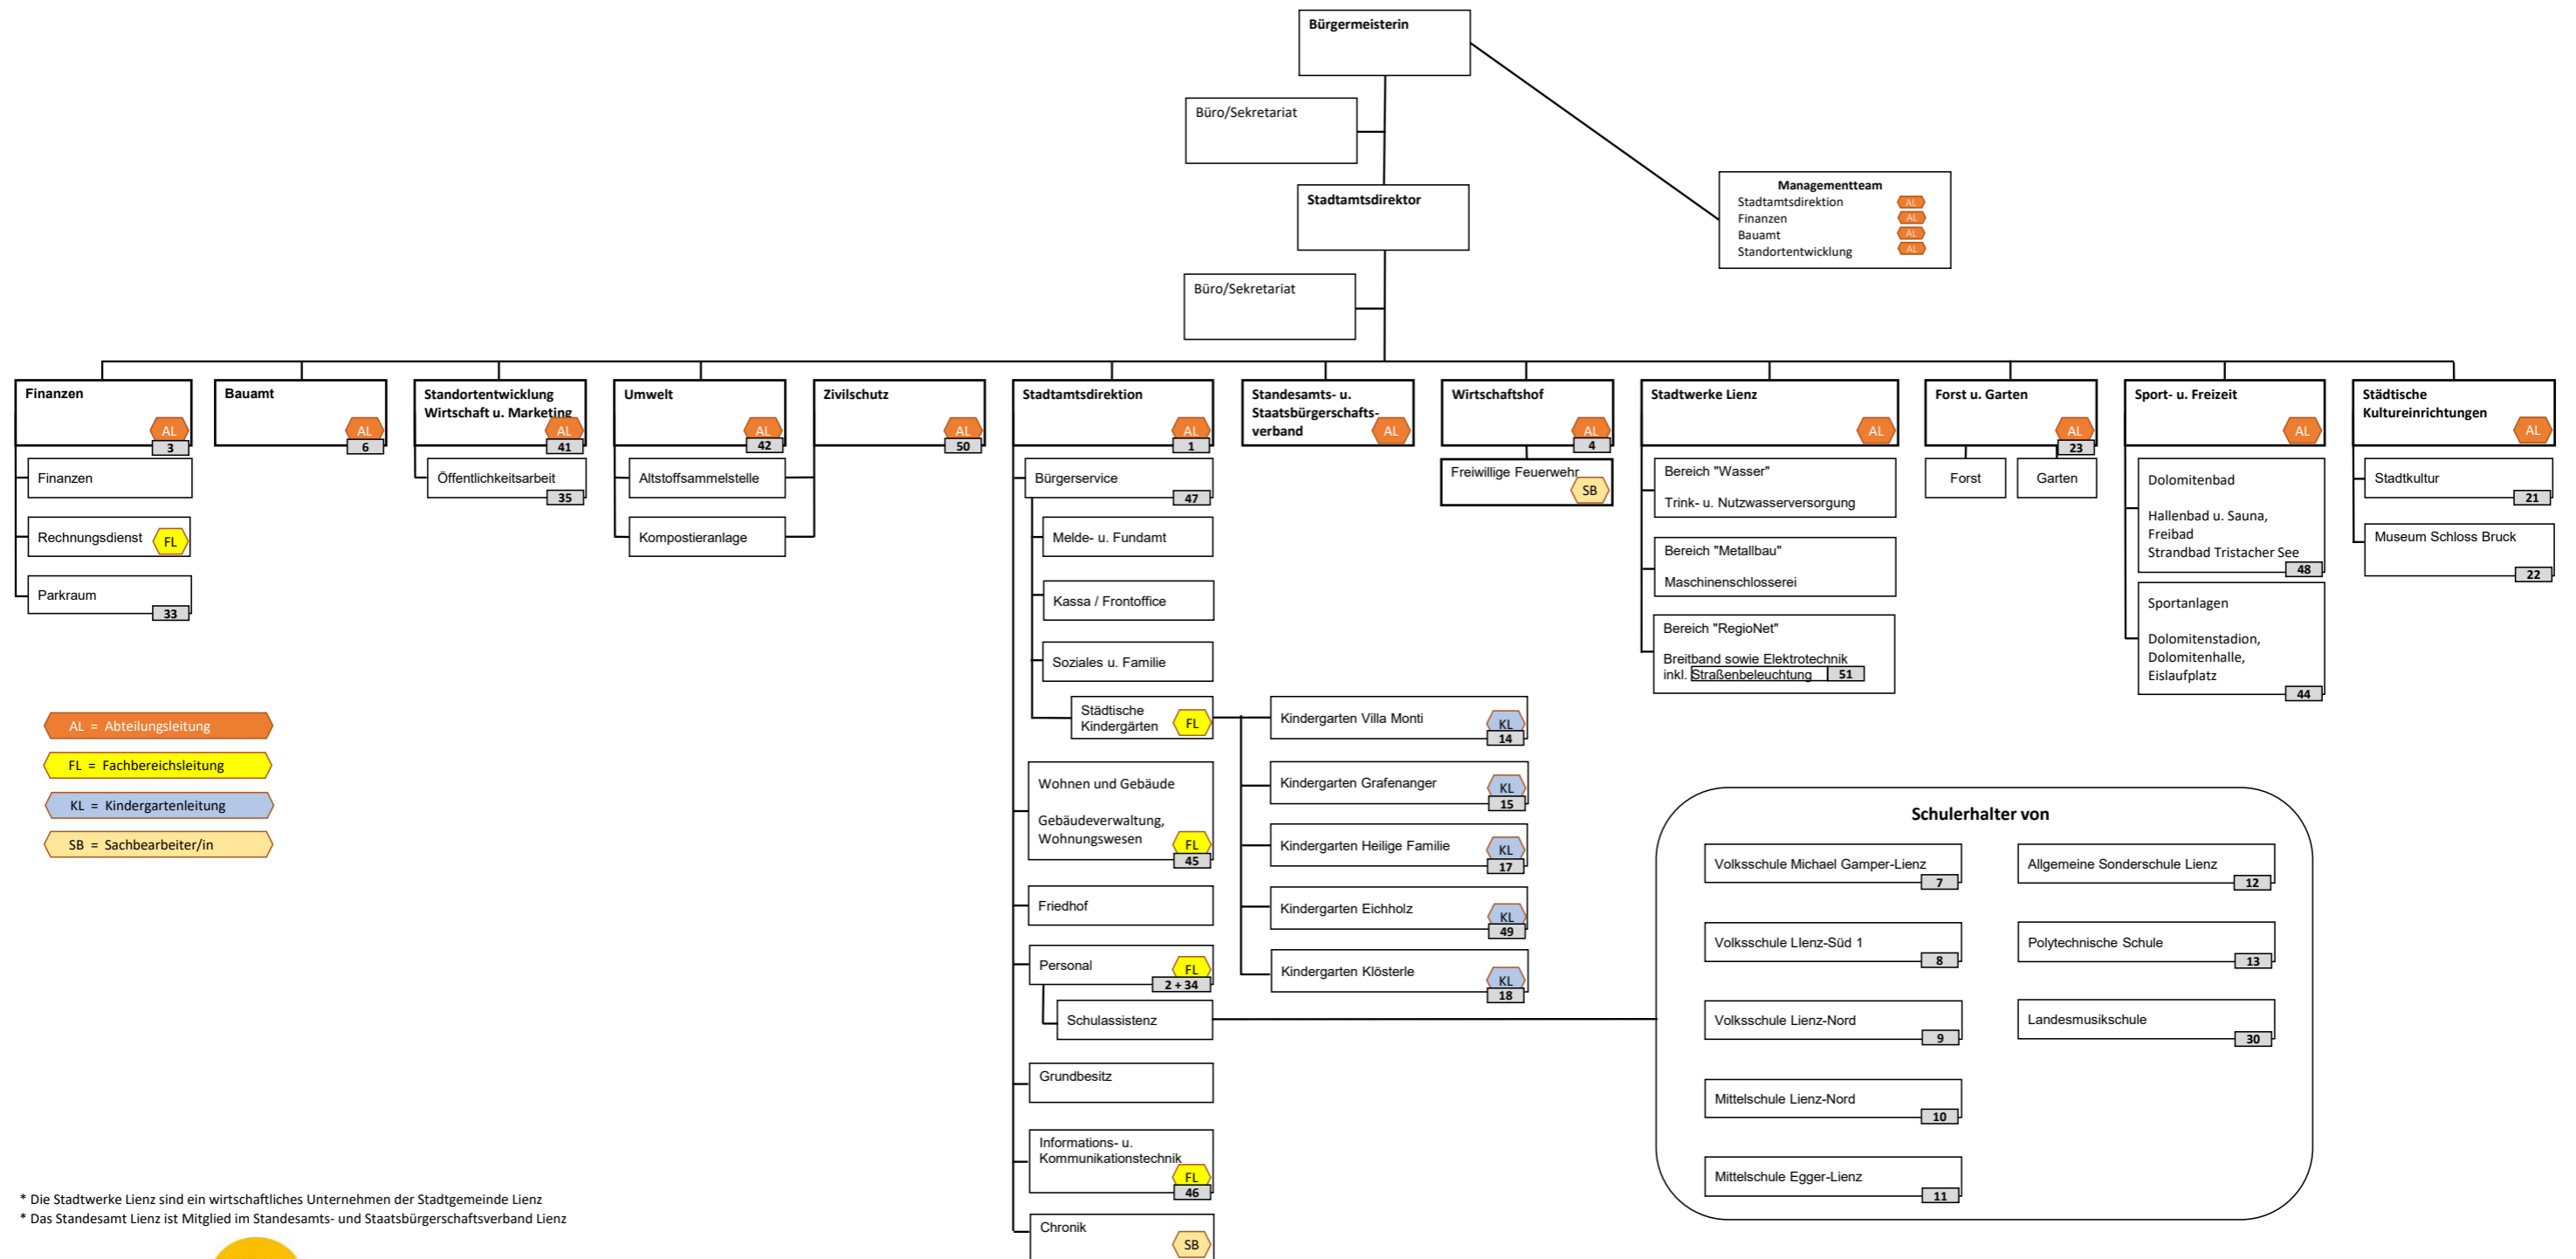 Bürgermeisterin
Büro/Sekretariat
Stadtamtsdirektor
Managementteam
Stadtamtsdirektion AL
Finanzen AL
Bauamt AL
Standortentwicklung AL
Büro/Sekretariat
Finanzen
AL
3
Finanzen
Rechnungsdienst FL
Parkraum
33
Bauamt
AL
6
Standortentwicklung
Wirtschaft u. Marketing
AL
41
Öffentlichkeitsarbeit
35
Umwelt
AL
42
Altstoffsammelstelle
Kompostieranlage
Zivilschutz
AL
50
Stadtamtsdirektion
AL
1
Bürgerservice
47
Melde- u. Fundamt
Kassa / Frontoffice
Soziales u. Familie
Städtische
Kindergärten
FL
Kindergarten Villa Monti
KL
14
Kindergarten Grafenanger
KL
15
Kindergarten Heilige Familie
KL
17
Kindergarten Eichholz
KL
49
Kindergarten Klösterle
KL
18
Wohnen und Gebäude
Gebäudeverwaltung,
Wohnungswesen
FL
45
Friedhof
Personal
FL
2 + 34
Schulassistenz
Grundbesitz
Informations- u.
Kommunikationstechnik
FL
46
Chronik
SB
Standesamts- u.
Staatsbürgerschafts-
verband
AL
Wirtschaftshof
AL
4
Freiwillige Feuerwehr
SB
Stadtwerke Lienz
AL
Bereich "Wasser"
Trink- u. Nutzwasserversorgung
Bereich "Metallbau"
Maschinenschlosserei
Bereich "RegioNet"
Breitband sowie Elektrotechnik
inkl. Straßenbeleuchtung 51
Forst u. Garten
AL
23
Forst
Garten
Sport- u. Freizeit
AL
Dolomitenbad
Hallenbad u. Sauna,
Freibad
Strandbad Tristacher See
48
Sportanlagen
Dolomitenstadion,
Dolomitenhalle,
Eislaufplatz
44
Städtische
Kultureinrichtungen
AL
Stadtkultur
21
Museum Schloss Bruck
22
AL = Abteilungsleitung
FL = Fachbereichsleitung
KL = Kindergartenleitung
SB = Sachbearbeiter/in
Schulerhalter von
Volksschule Michael Gamper-Lienz
7
Volksschule LIenz-Süd 1
8
Volksschule Lienz-Nord
9
Mittelschule Lienz-Nord
10
Mittelschule Egger-Lienz
11
Allgemeine Sonderschule Lienz
12
Polytechnische Schule
13
Landesmusikschule
30
* Die Stadtwerke Lienz sind ein wirtschaftliches Unternehmen der Stadtgemeinde Lienz
* Das Standesamt Lienz ist Mitglied im Standesamts- und Staatsbürgerschaftsverband Lienz